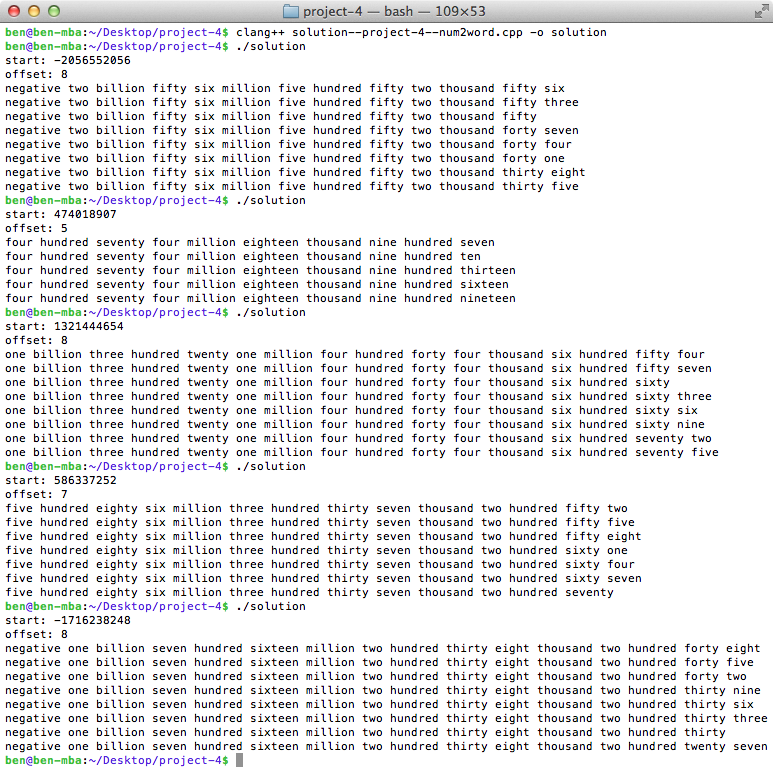 project-4 — bash — 109×53
ben@ben-mba:~/Desktop/project-4$ clang++ solution--project-4--num2word.cpp -o solution
ben@ben-mba:~/Desktop/project-4$ ./solution
start: -2056552056
offset: 8
negative two billion fifty six million five hundred fifty two thousand fifty six
negative two billion fifty six million five hundred fifty two thousand fifty three
negative two billion fifty six million five hundred fifty two thousand fifty
negative two billion fifty six million five hundred fifty two thousand forty seven
negative two billion fifty six million five hundred fifty two thousand forty four
negative two billion fifty six million five hundred fifty two thousand forty one
negative two billion fifty six million five hundred fifty two thousand thirty eight
negative two billion fifty six million five hundred fifty two thousand thirty five
ben@ben-mba:~/Desktop/project-4$ ./solution
start: 474018907
offset: 5
four hundred seventy four million eighteen thousand nine hundred seven
four hundred seventy four million eighteen thousand nine hundred ten
four hundred seventy four million eighteen thousand nine hundred thirteen
four hundred seventy four million eighteen thousand nine hundred sixteen
four hundred seventy four million eighteen thousand nine hundred nineteen
ben@ben-mba:~/Desktop/project-4$ ./solution
start: 1321444654
offset: 8
one billion three hundred twenty one million four hundred forty four thousand six hundred fifty four
one billion three hundred twenty one million four hundred forty four thousand six hundred fifty seven
one billion three hundred twenty one million four hundred forty four thousand six hundred sixty
one billion three hundred twenty one million four hundred forty four thousand six hundred sixty three
one billion three hundred twenty one million four hundred forty four thousand six hundred sixty six
one billion three hundred twenty one million four hundred forty four thousand six hundred sixty nine
one billion three hundred twenty one million four hundred forty four thousand six hundred seventy two
one billion three hundred twenty one million four hundred forty four thousand six hundred seventy five
ben@ben-mba:~/Desktop/project-4$ ./solution
start: 586337252
offset: 7
five hundred eighty six million three hundred thirty seven thousand two hundred fifty two
five hundred eighty six million three hundred thirty seven thousand two hundred fifty five
five hundred eighty six million three hundred thirty seven thousand two hundred fifty eight
five hundred eighty six million three hundred thirty seven thousand two hundred sixty one
five hundred eighty six million three hundred thirty seven thousand two hundred sixty four
five hundred eighty six million three hundred thirty seven thousand two hundred sixty seven
five hundred eighty six million three hundred thirty seven thousand two hundred seventy
ben@ben-mba:~/Desktop/project-4$ ./solution
start: -1716238248
offset: 8
negative one billion seven hundred sixteen million two hundred thirty eight thousand two hundred forty eight
negative one billion seven hundred sixteen million two hundred thirty eight thousand two hundred forty five
negative one billion seven hundred sixteen million two hundred thirty eight thousand two hundred forty two
negative one billion seven hundred sixteen million two hundred thirty eight thousand two hundred thirty nine
negative one billion seven hundred sixteen million two hundred thirty eight thousand two hundred thirty six
negative one billion seven hundred sixteen million two hundred thirty eight thousand two hundred thirty three
negative one billion seven hundred sixteen million two hundred thirty eight thousand two hundred thirty
negative one billion seven hundred sixteen million two hundred thirty eight thousand two hundred twenty seven
ben@ben-mba:~/Desktop/project-4$